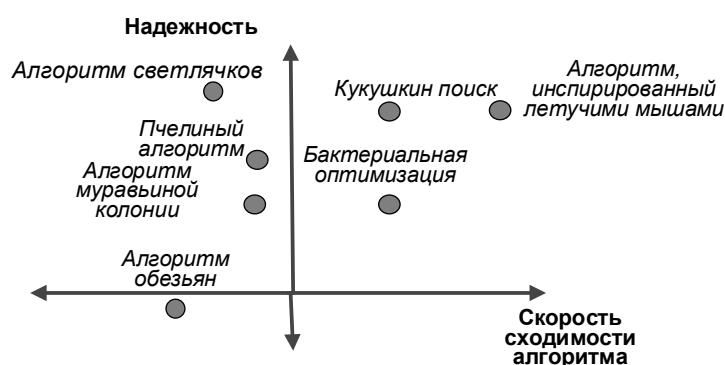 Надежность
Алгоритм светлячков
Кукушкин поиск
Алгоритм,
инспирированный
летучими мышами
Пчелиный
алгоритм
Алгоритм
муравьиной
колонии
Бактериальная
оптимизация
Алгоритм
обезьян
Скорость
сходимости
алгоритма